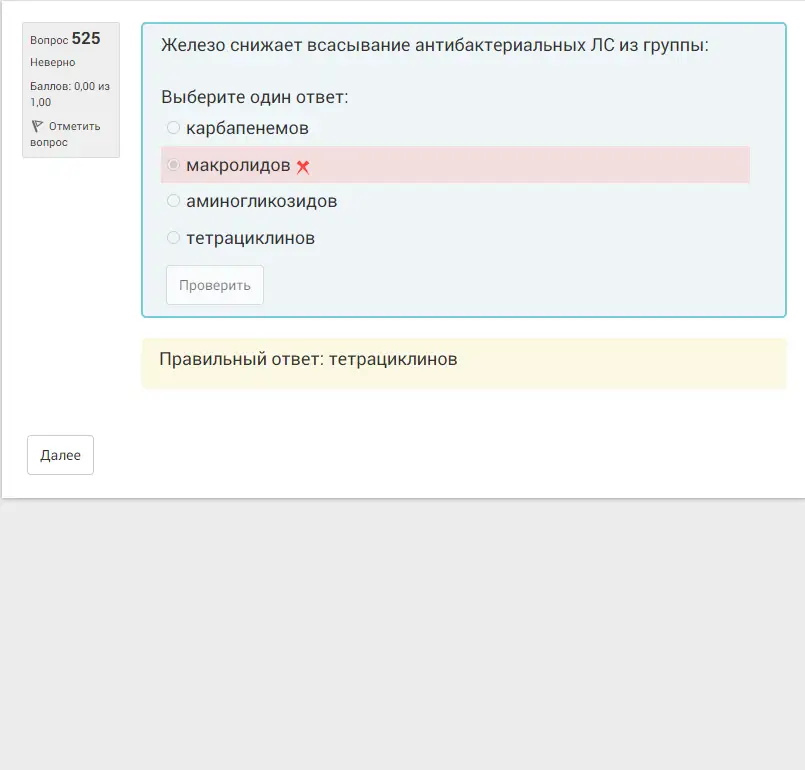 Вопрос 525
Неверно
Баллов: 0,00 из
1,00
Отметить
вопрос
Железо снижает всасывание антибактериальных ЛС из группы:
Выберите один ответ:
карбапенемов
макролидов
аминогликозидов
тетрациклинов
Проверить
Правильный ответ: тетрациклинов
Далее